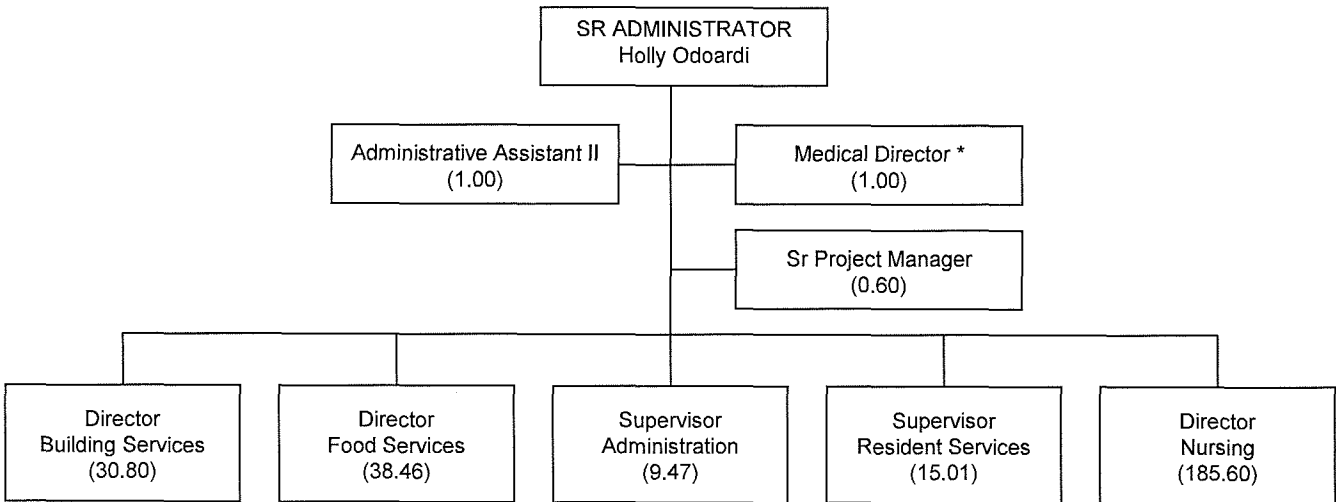 SR ADMINISTRATOR
Holly Odoardi
Administrative Assistant II
(1.00)
Medical Director *
(1.00)
Sr Project Manager
(0.60)
Director
Building Services
(30.80)
Director
Food Services
(38.46)
Supervisor
Administration
(9.47)
Supervisor
Resident Services
(15.01)
Director
Nursing
(185.60)